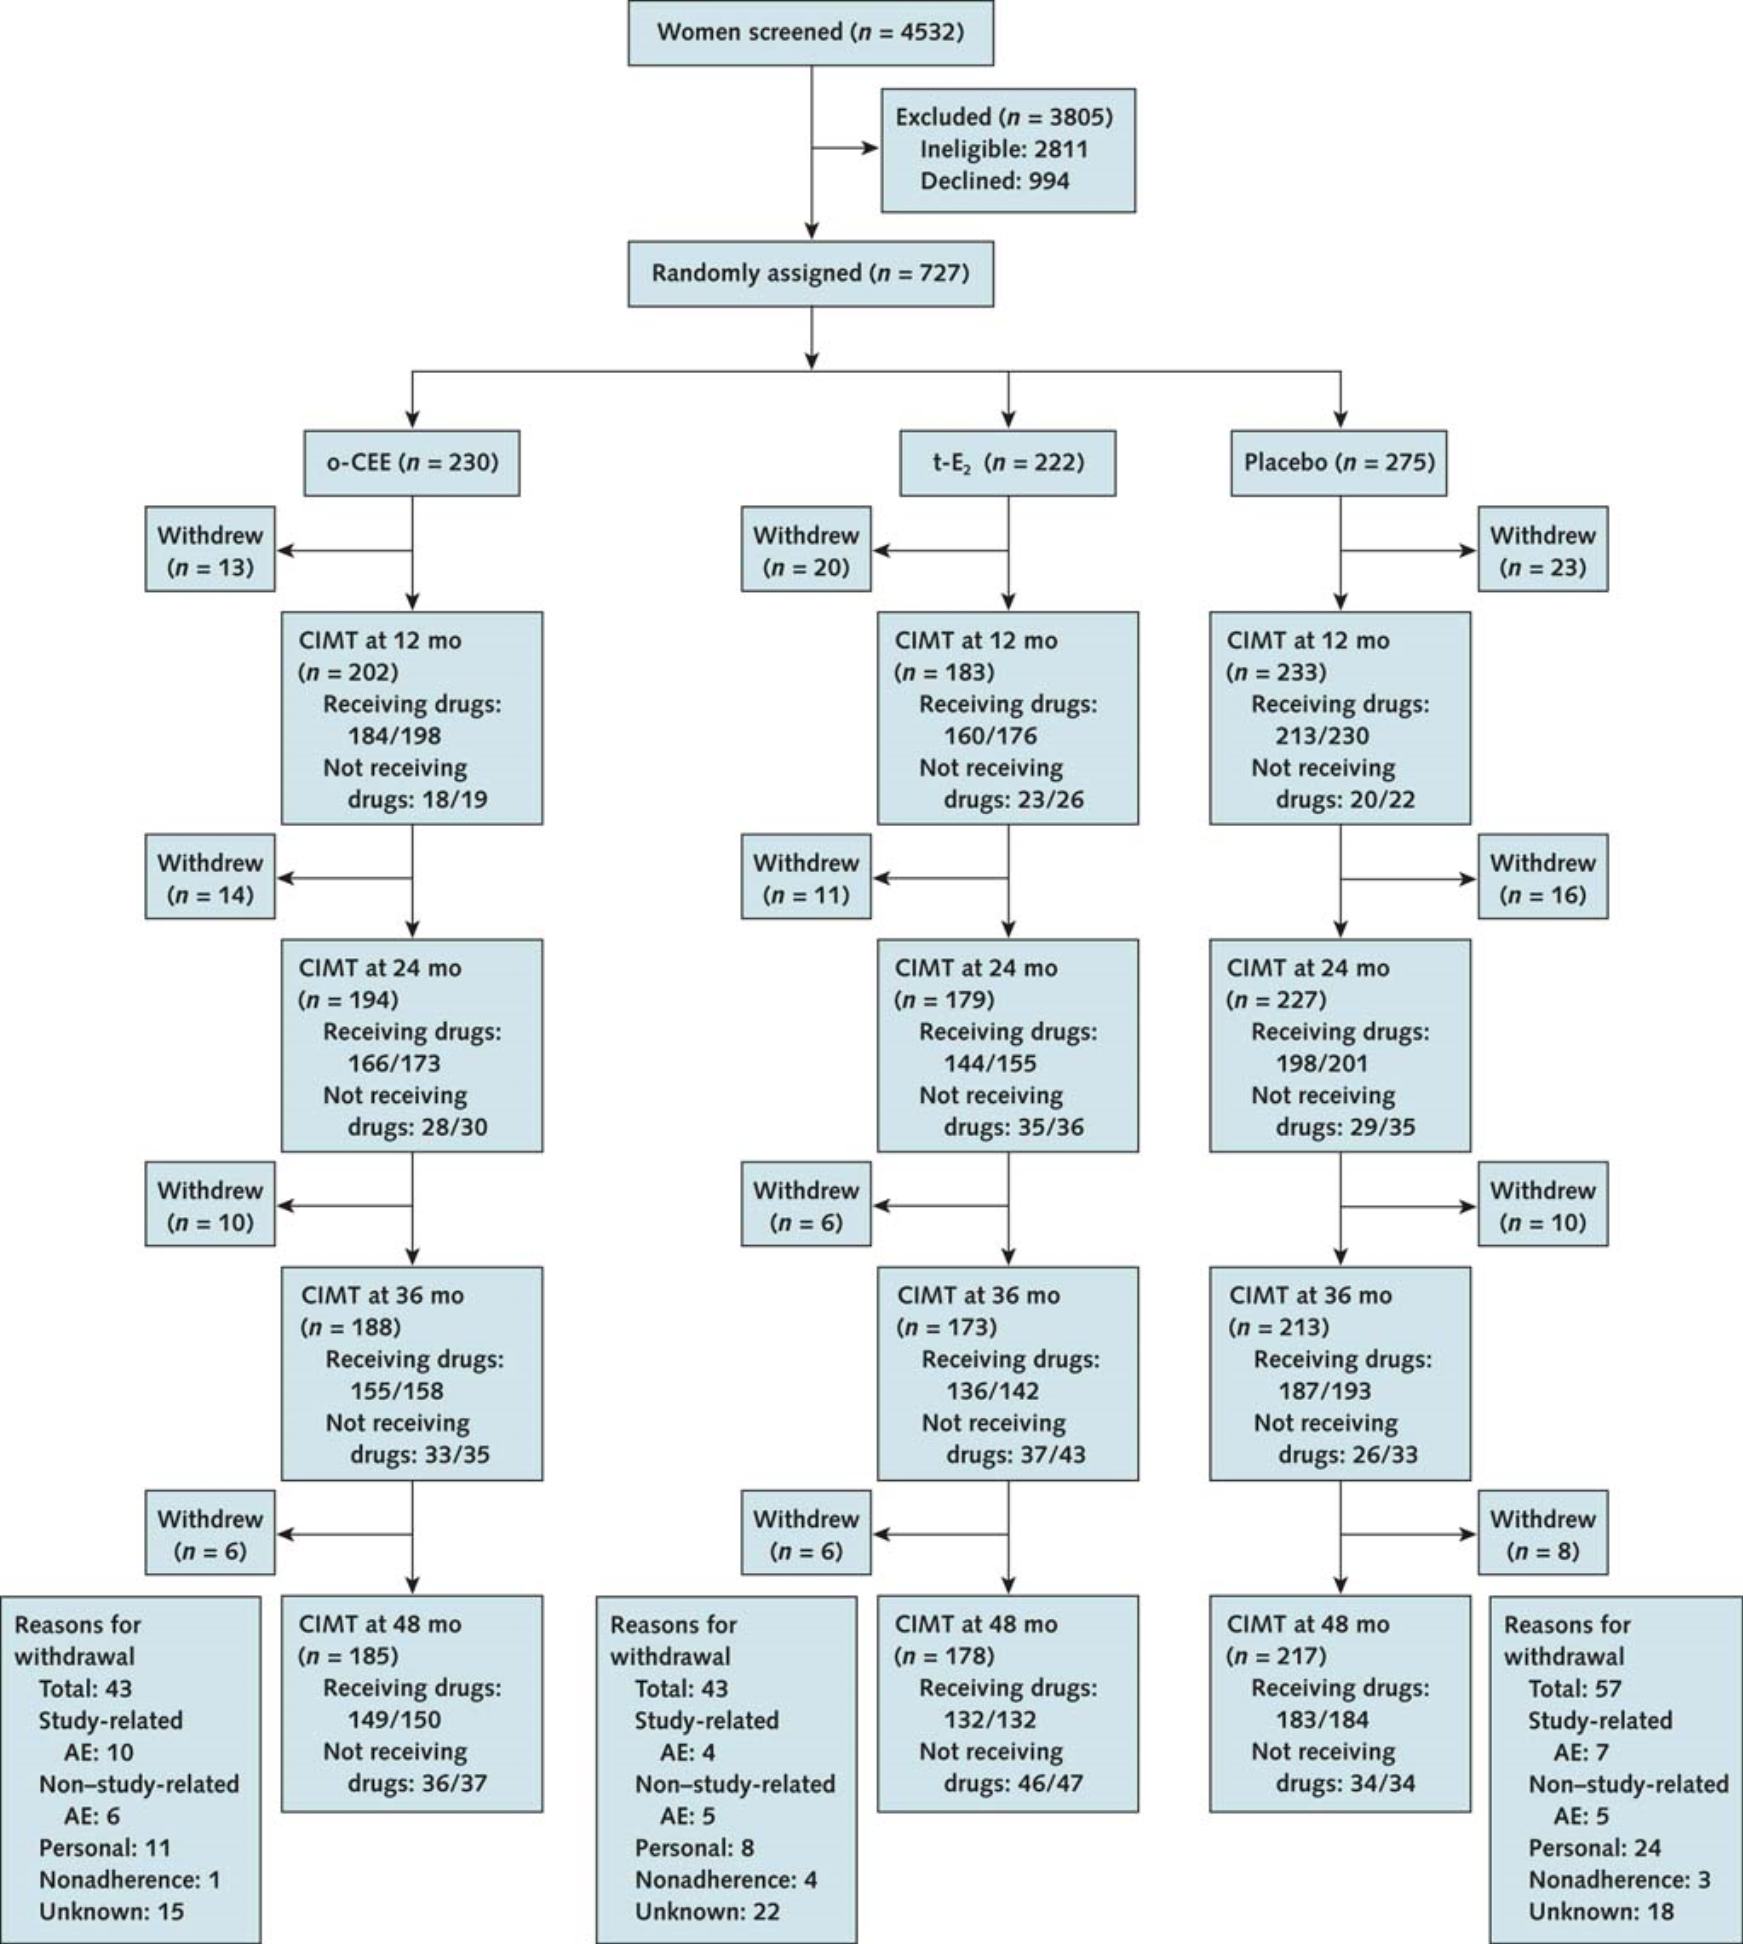 Women screened (n = 4532)
Excluded (n = 3805)
Ineligible: 2811
Declined: 994
Randomly assigned (n = 727)
o-CEE (n = 230)
t-E₂ (n = 222)
Placebo (n = 275)
Withdrew
(n = 13)
Withdrew
(n = 20)
Withdrew
(n = 23)
CIMT at 12 mo
(n = 202)
Receiving drugs:
184/198
Not receiving
drugs: 18/19
CIMT at 12 mo
(n = 183)
Receiving drugs:
160/176
Not receiving
drugs: 23/26
CIMT at 12 mo
(n = 233)
Receiving drugs:
213/230
Not receiving
drugs: 20/22
Withdrew
(n = 14)
Withdrew
(n = 11)
Withdrew
(n = 16)
CIMT at 24 mo
(n = 194)
Receiving drugs:
166/173
Not receiving
drugs: 28/30
CIMT at 24 mo
(n = 179)
Receiving drugs:
144/155
Not receiving
drugs: 35/36
CIMT at 24 mo
(n = 227)
Receiving drugs:
198/201
Not receiving
drugs: 29/35
Withdrew
(n = 10)
Withdrew
(n = 6)
Withdrew
(n = 10)
CIMT at 36 mo
(n = 188)
Receiving drugs:
155/158
Not receiving
drugs: 33/35
CIMT at 36 mo
(n = 173)
Receiving drugs:
136/142
Not receiving
drugs: 37/43
CIMT at 36 mo
(n = 213)
Receiving drugs:
187/193
Not receiving
drugs: 26/33
Withdrew
(n = 6)
Withdrew
(n = 6)
Withdrew
(n = 8)
Reasons for
withdrawal
Total: 43
Study-related
AE: 10
Non–study-related
AE: 6
Personal: 11
Nonadherence: 1
Unknown: 15
CIMT at 48 mo
(n = 185)
Receiving drugs:
149/150
Not receiving
drugs: 36/37
Reasons for
withdrawal
Total: 43
Study-related
AE: 4
Non–study-related
AE: 5
Personal: 8
Nonadherence: 4
Unknown: 22
CIMT at 48 mo
(n = 178)
Receiving drugs:
132/132
Not receiving
drugs: 46/47
CIMT at 48 mo
(n = 217)
Receiving drugs:
183/184
Not receiving
drugs: 34/34
Reasons for
withdrawal
Total: 57
Study-related
AE: 7
Non–study-related
AE: 5
Personal: 24
Nonadherence: 3
Unknown: 18